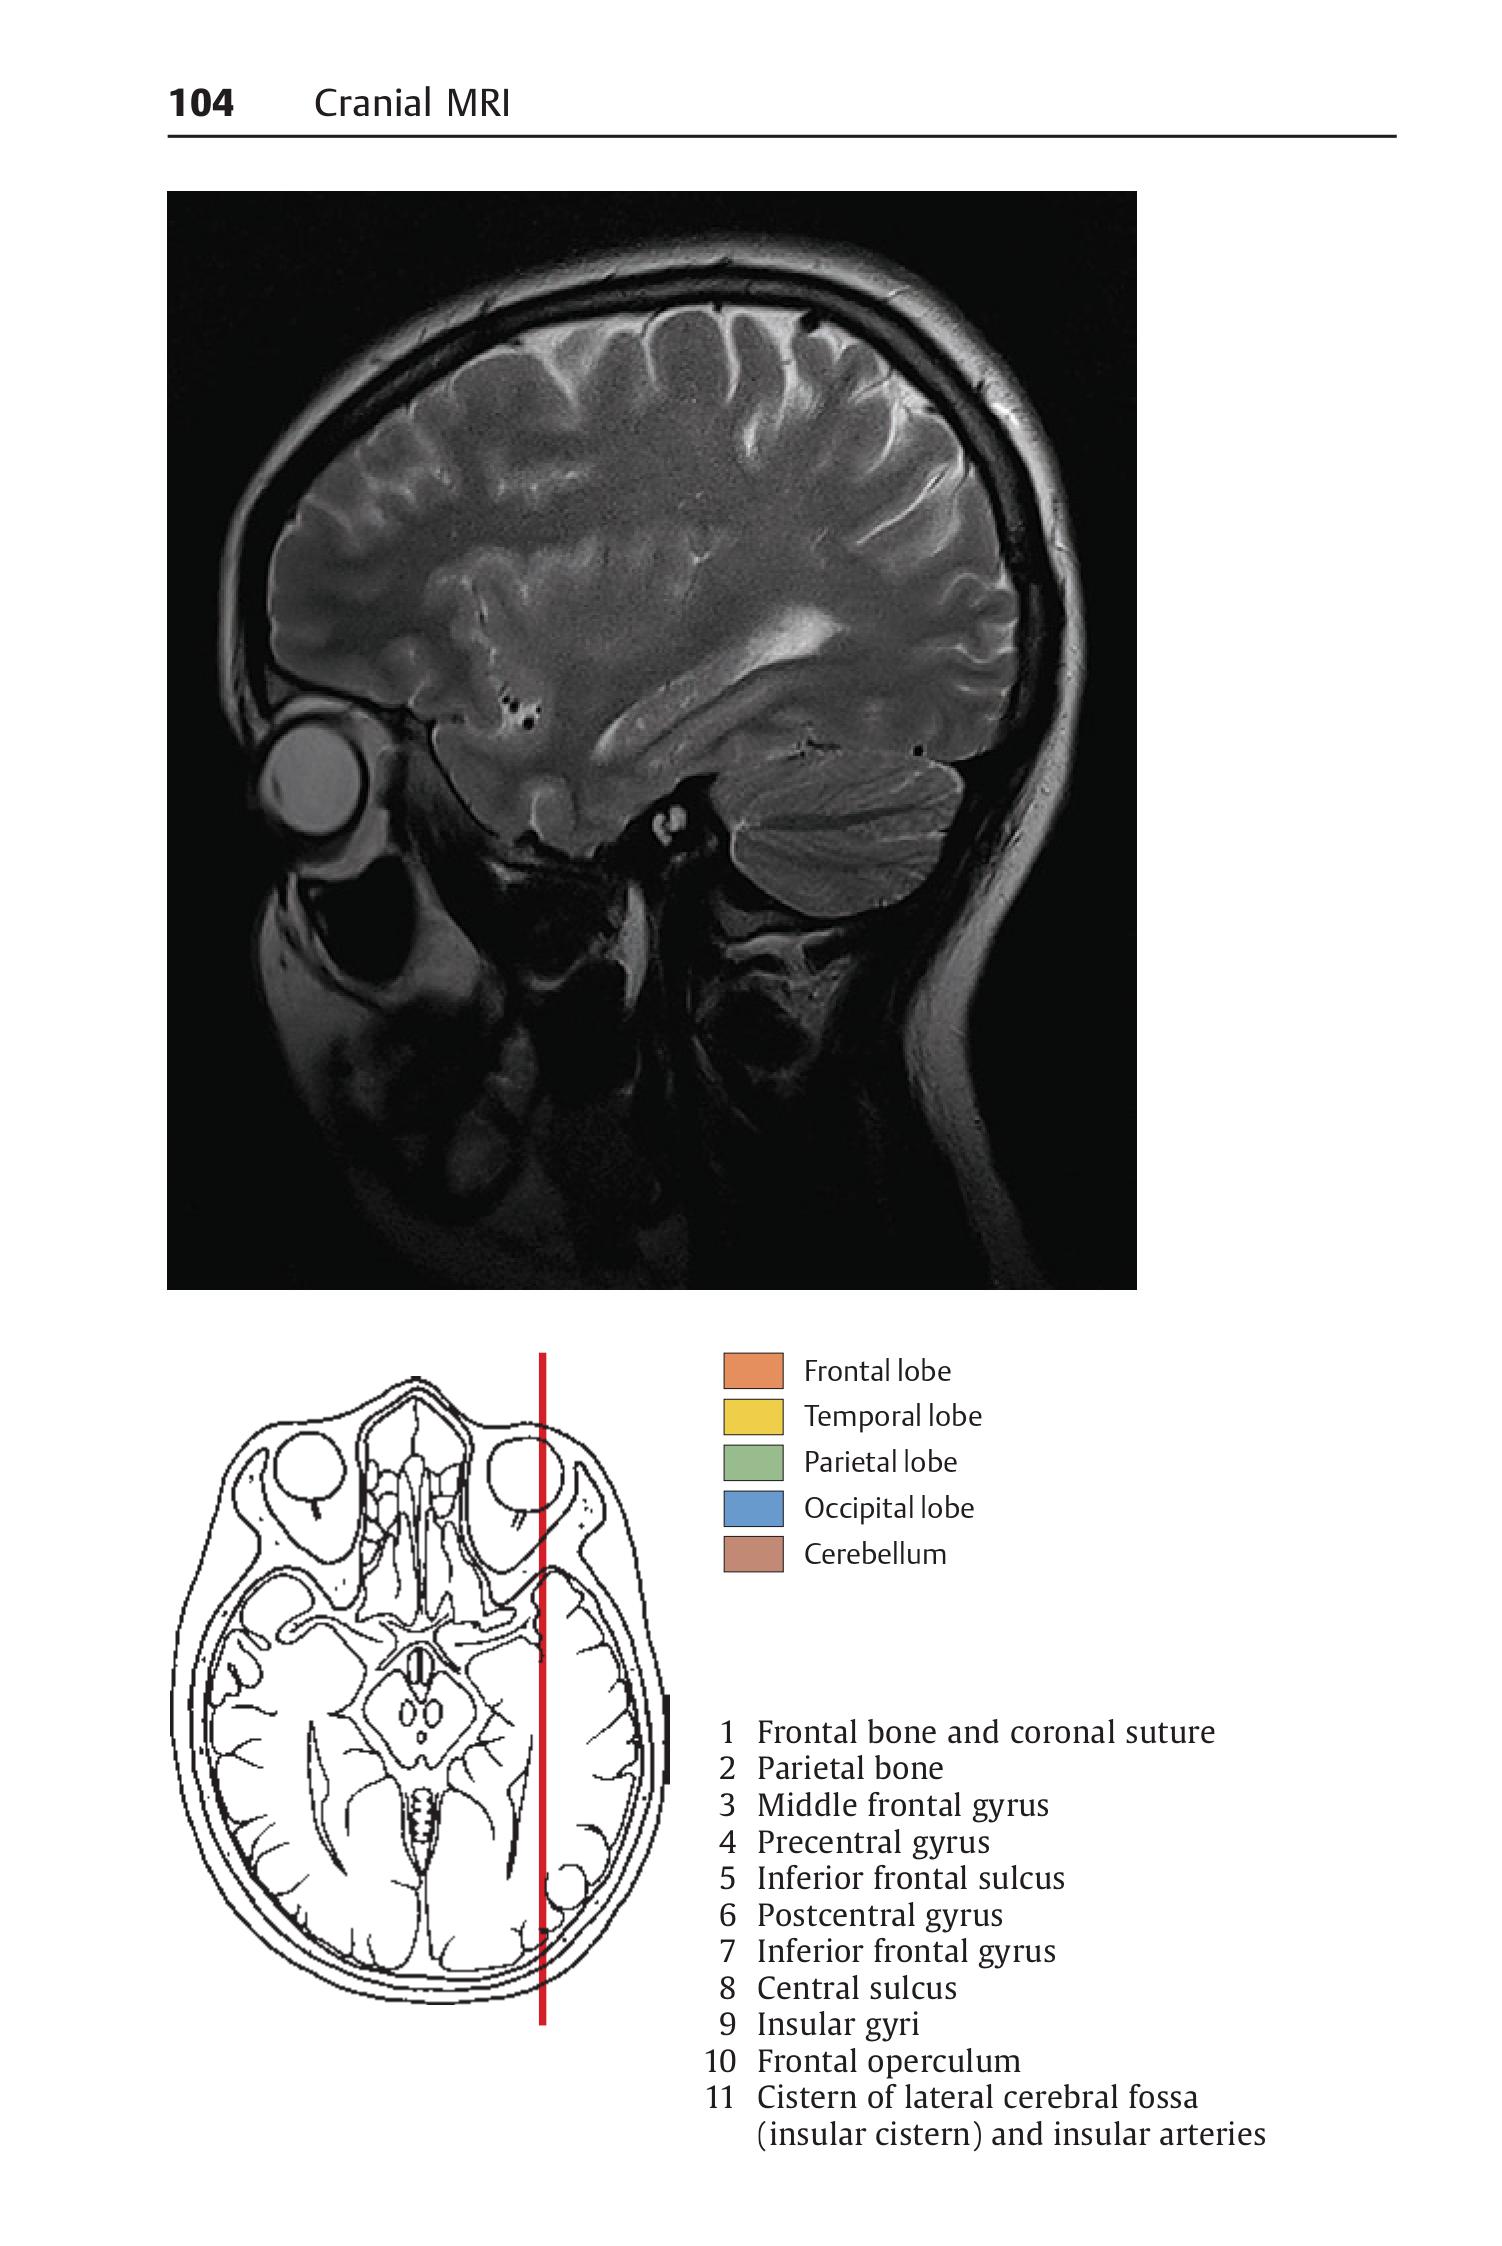 104 Cranial MRI
Frontal lobe
Temporal lobe
Parietal lobe
Occipital lobe
Cerebellum
1 Frontal bone and coronal suture
2 Parietal bone
3 Middle frontal gyrus
4 Precentral gyrus
5 Inferior frontal sulcus
6 Postcentral gyrus
7 Inferior frontal gyrus
8 Central sulcus
9 Insular gyri
10 Frontal operculum
11 Cistern of lateral cerebral fossa
(insular cistern) and insular arteries